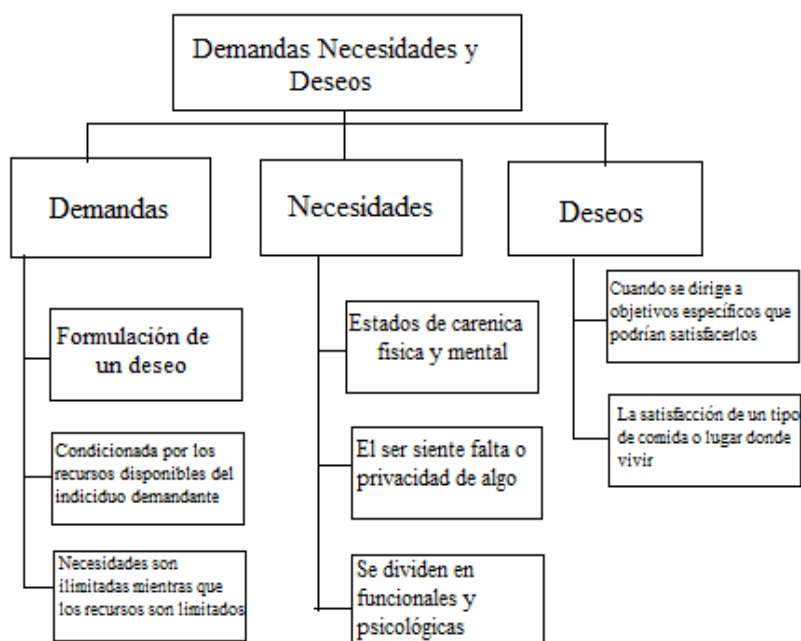 Demandas Necesidades y
Deseos
Demandas
Necesidades
Deseos
Formulación de
un deseo
Condicionada por los
recursos disponibles del
indiciduo demandante
Necesidades son
ilimitadas mientras que
los recursos son limitados
Estados de carenica
fisica y mental
El ser siente falta o
privacidad de algo
Se dividen en
funcionales y
psicológicas
Cuando se dirige a
objetivos específicos que
podrían satisfacerlos
La satisfacción de un tipo
de comida o lugar donde
vivir